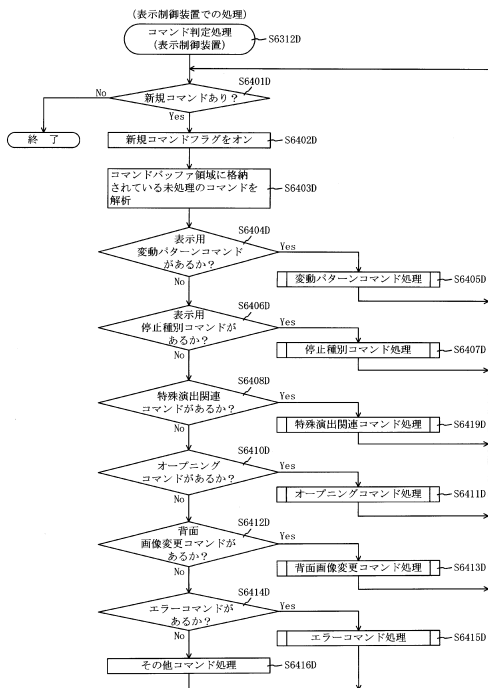 (表示制御装置での処理)
コマンド判定処理
(表示制御装置)
S6312D
S6401D
新規コマンドあり?
No
Yes
終 了
新規コマンドフラグをオン
S6402D
コマンドバッファ領域に格納
されている未処理のコマンドを
解析
S6403D
S6404D
表示用
変動パターンコマンド
があるか?
Yes
No
変動パターンコマンド処理
S6405D
S6406D
表示用
停止種別コマンドが
あるか?
Yes
No
停止種別コマンド処理
S6407D
S6408D
特殊演出関連
コマンドがあるか?
Yes
No
特殊演出関連コマンド処理
S6419D
S6410D
オープニング
コマンドがあるか?
Yes
No
オープニングコマンド処理
S6411D
S6412D
背面
画像変更コマンドが
あるか?
Yes
No
背面画像変更コマンド処理
S6413D
S6414D
エラーコマンドが
あるか?
Yes
No
エラーコマンド処理
S6415D
その他コマンド処理
S6416D